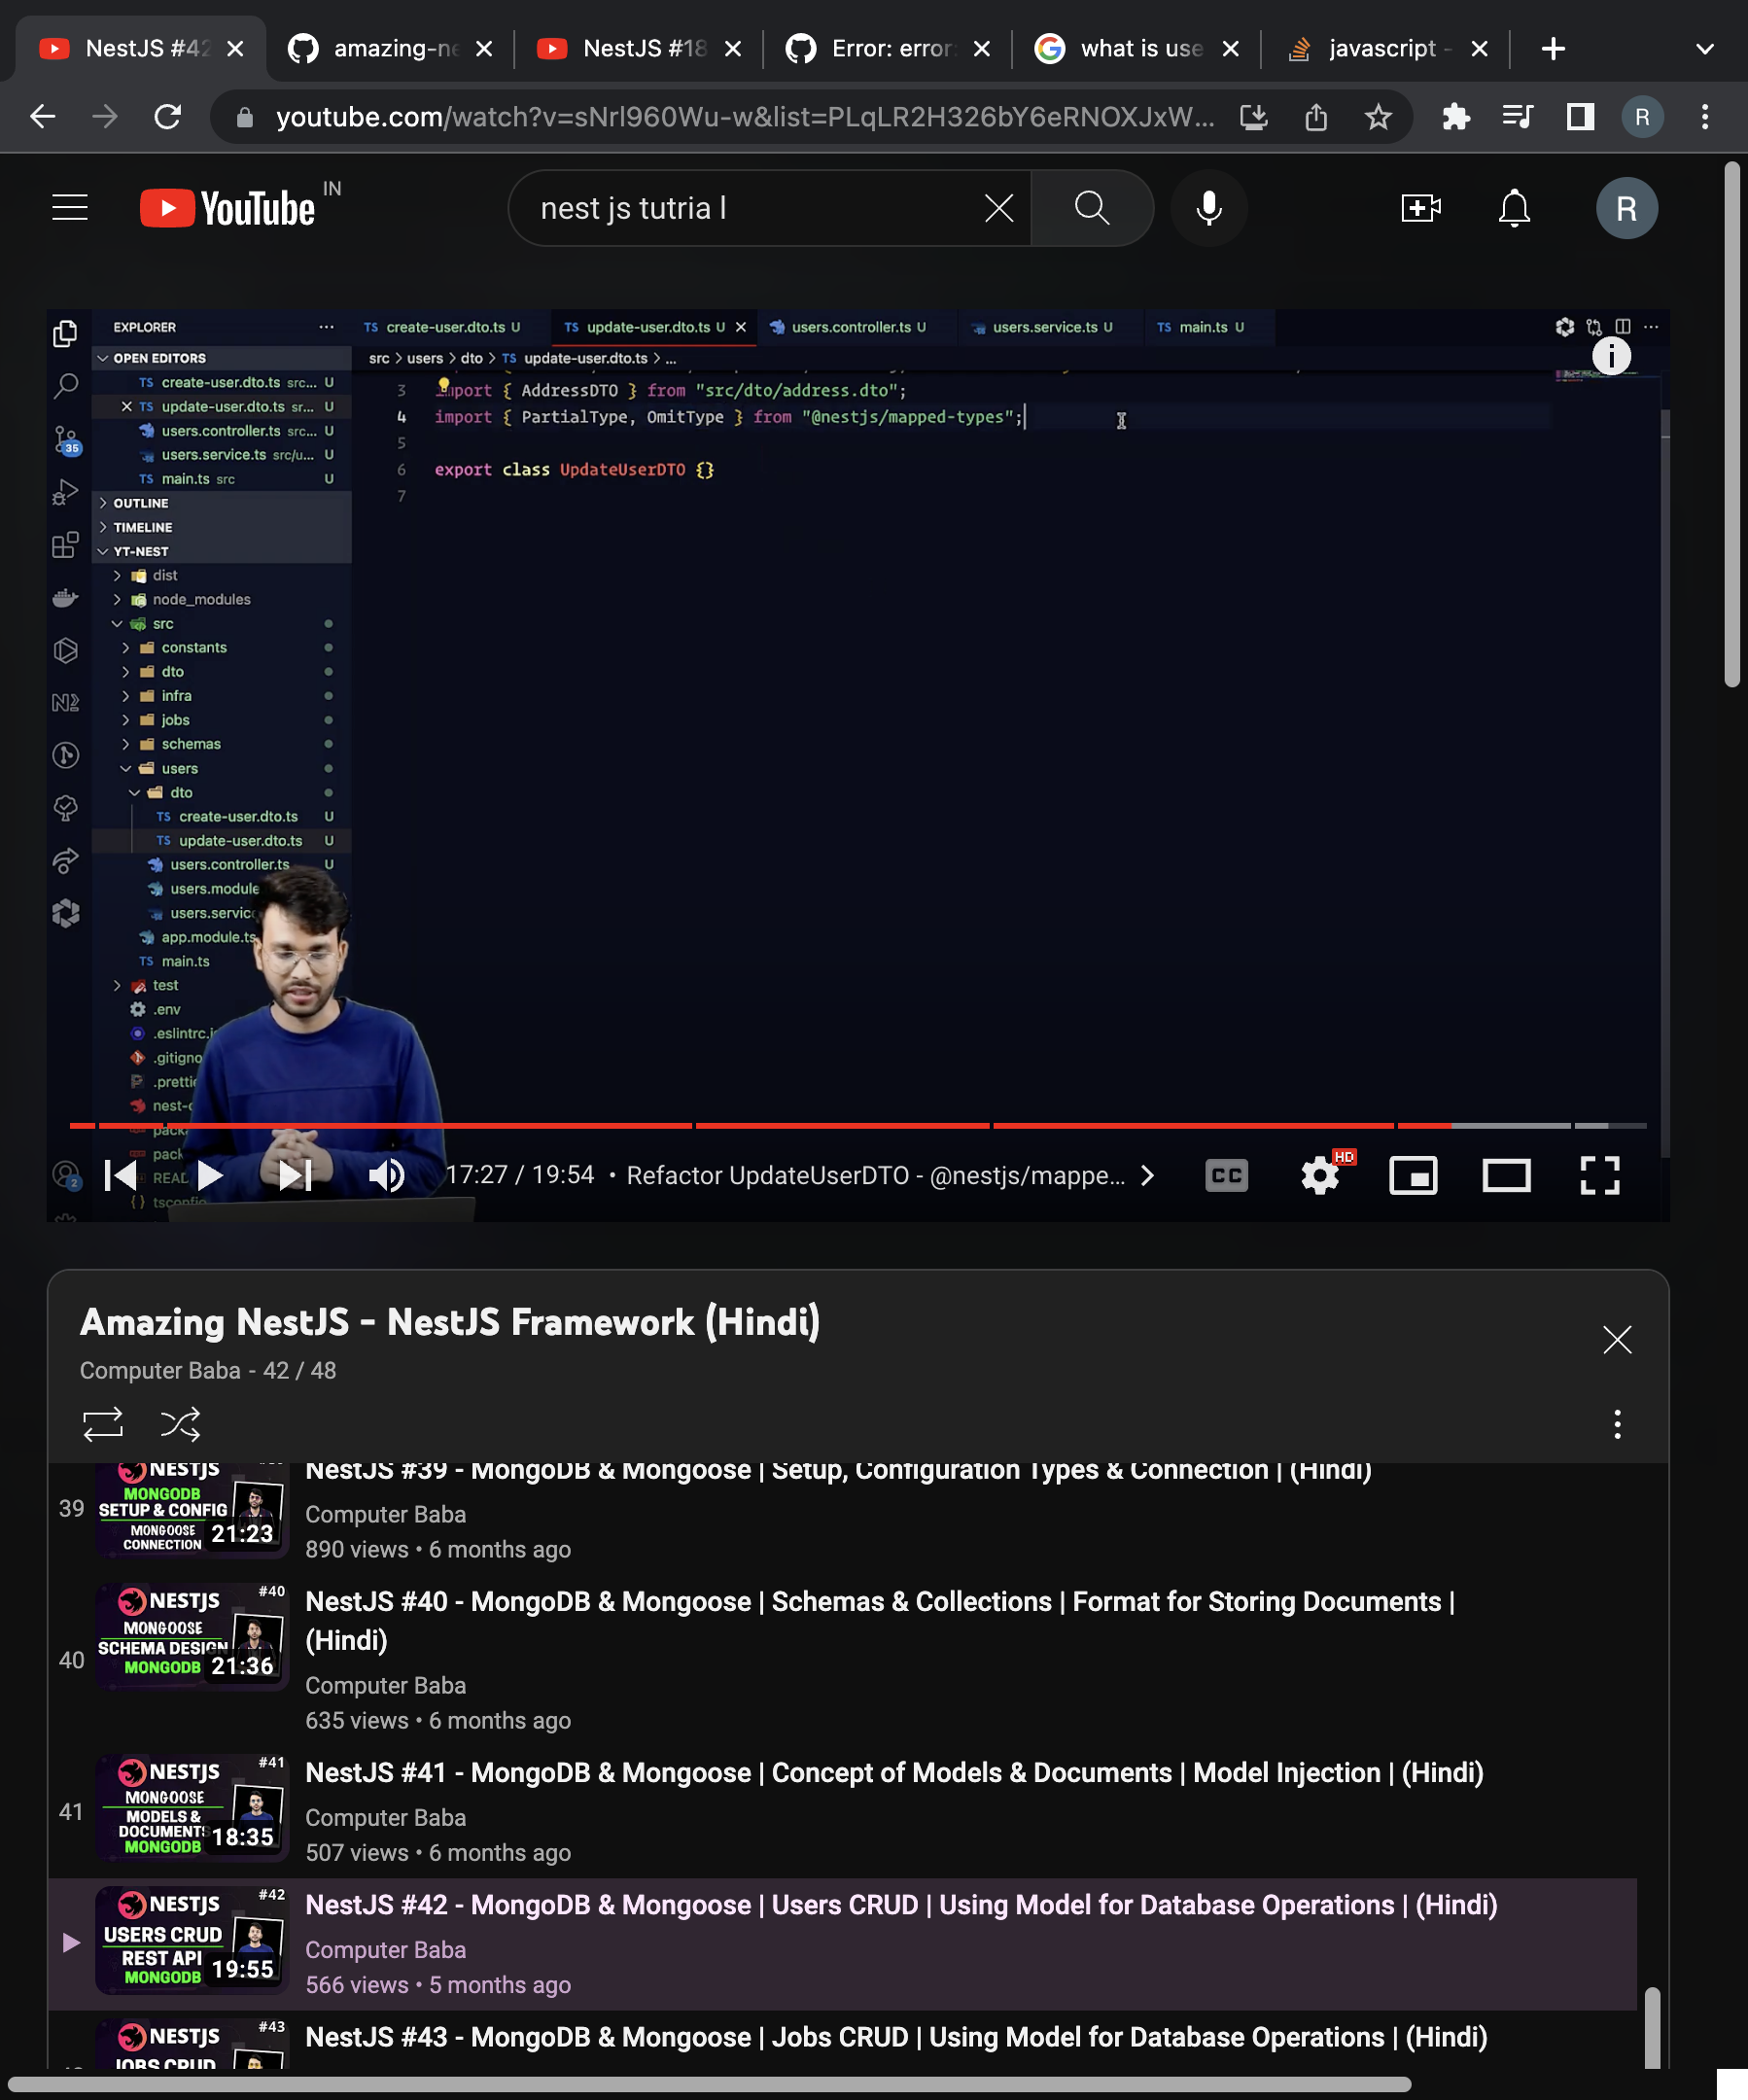 NestJS #42
amazing-ne
NestJS #18
Error: error:
what is use
javascript -
youtube.com/watch?v=sNrl960Wu-w&list=PLqLR2H326bY6eRNOXJxW...
R
YouTube IN
nest js tutria l
R
EXPLORER
TS create-user.dto.ts U
TS update-user.dto.ts U
users.controller.ts U
users.service.ts U
TS main.ts U
OPEN EDITORS
src > users > dto > TS update-user.dto.ts > ...
TS create-user.dto.ts src... U
TS update-user.dto.ts sr... U
users.controller.ts src... U
users.service.ts src/u... U
TS main.ts src U
3 import { AddressDTO } from "src/dto/address.dto";
4 import { PartialType, OmitType } from "@nestjs/mapped-types";
5
6 export class UpdateUserDTO {}
7
35
OUTLINE
TIMELINE
YT-NEST
dist
node_modules
src
constants
dto
infra
jobs
schemas
users
dto
TS create-user.dto.ts U
TS update-user.dto.ts U
users.controller.ts U
users.module
users.servic
app.module.ts
TS main.ts
test
.env
.eslintrc.j
.gitigno
.prettie
nest-c
packa
pack
READ
tsconfig
2
17:27 / 19:54 • Refactor UpdateUserDTO - @nestjs/mappe...
CC
HD
Amazing NestJS - NestJS Framework (Hindi)
Computer Baba - 42 / 48
39
NESTJS
MONGODB
SETUP & CONFIG
MONGOOSE
CONNECTION
21:23
NestJS #39 - MongoDB & Mongoose | Setup, Configuration Types & Connection | (Hindi)
Computer Baba
890 views • 6 months ago
40
#40
NESTJS
MONGOOSE
SCHEMA DESIGN
MONGODB
21:36
NestJS #40 - MongoDB & Mongoose | Schemas & Collections | Format for Storing Documents |
(Hindi)
Computer Baba
635 views • 6 months ago
41
#41
NESTJS
MONGOOSE
MODELS &
DOCUMENTS
MONGODB
18:35
NestJS #41 - MongoDB & Mongoose | Concept of Models & Documents | Model Injection | (Hindi)
Computer Baba
507 views • 6 months ago
#42
NESTJS
USERS CRUD
REST API
MONGODB
19:55
NestJS #42 - MongoDB & Mongoose | Users CRUD | Using Model for Database Operations | (Hindi)
Computer Baba
566 views • 5 months ago
#43
NESTJS
JOBS CRUD
NestJS #43 - MongoDB & Mongoose | Jobs CRUD | Using Model for Database Operations | (Hindi)